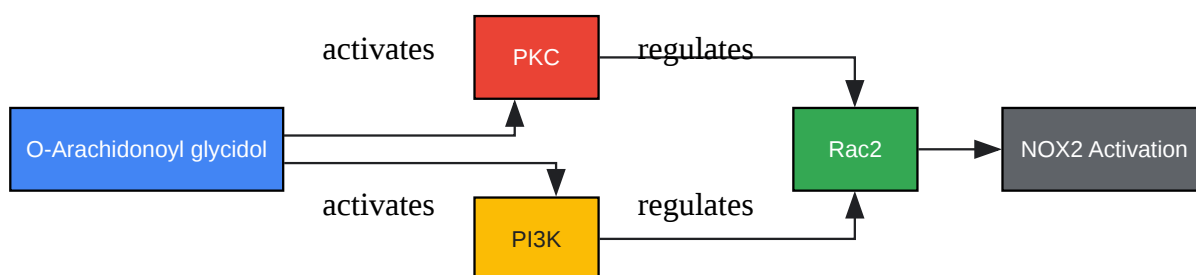 activates
PKC
regulates
O-Arachidonoyl glycidol
Rac2
NOX2 Activation
activates
PI3K
regulates